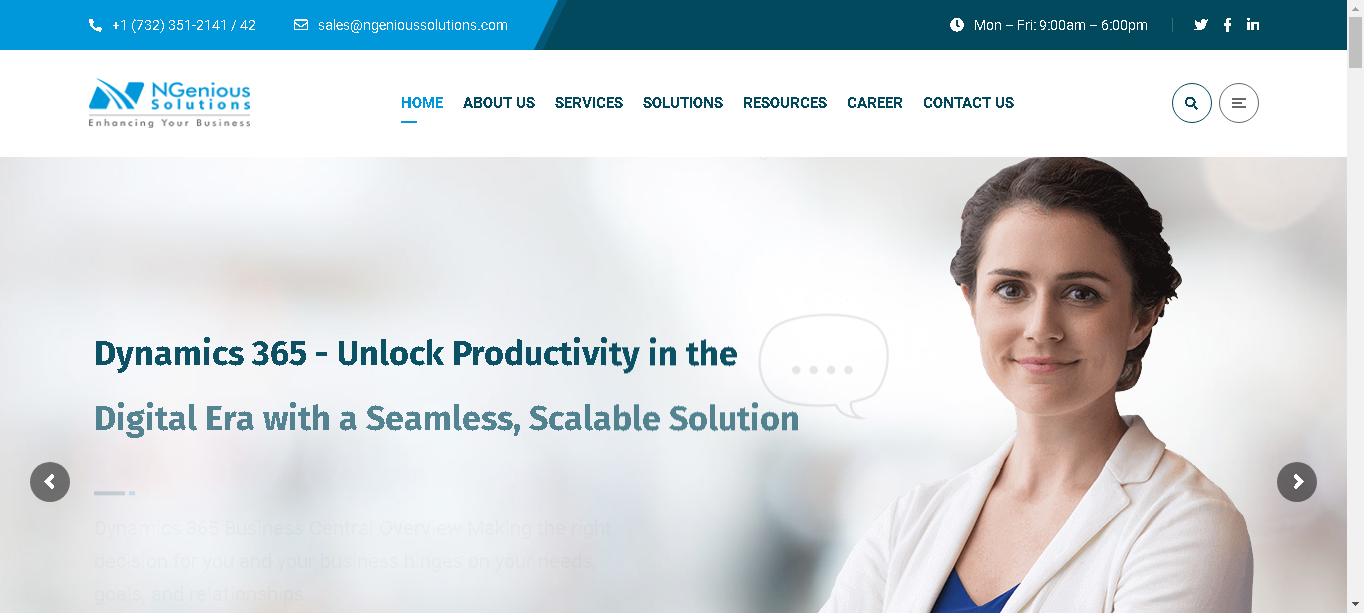 +1 (732) 351-2141 / 42
sales@ngenioussolutions.com
Mon – Fri: 9:00am – 6:00pm
NGenious
Solutions
Enhancing Your Business
HOME ABOUT US SERVICES SOLUTIONS RESOURCES CAREER CONTACT US
Dynamics 365 - Unlock Productivity in the
Digital Era with a Seamless, Scalable Solution
Dynamics 365 Business Central Overview Making the right
decision for you and your business hinges on your needs,
goals, and relationships.